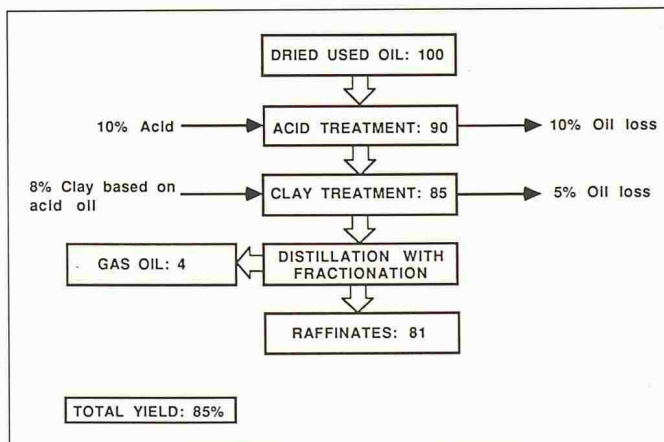 DRIED USED OIL: 100
10% Acid
ACID TREATMENT: 90
10% Oil loss
8% Clay based on
acid oil
CLAY TREATMENT: 85
5% Oil loss
GAS OIL: 4
DISTILLATION WITH
FRACTIONATION
RAFFINATES: 81
TOTAL YIELD: 85%